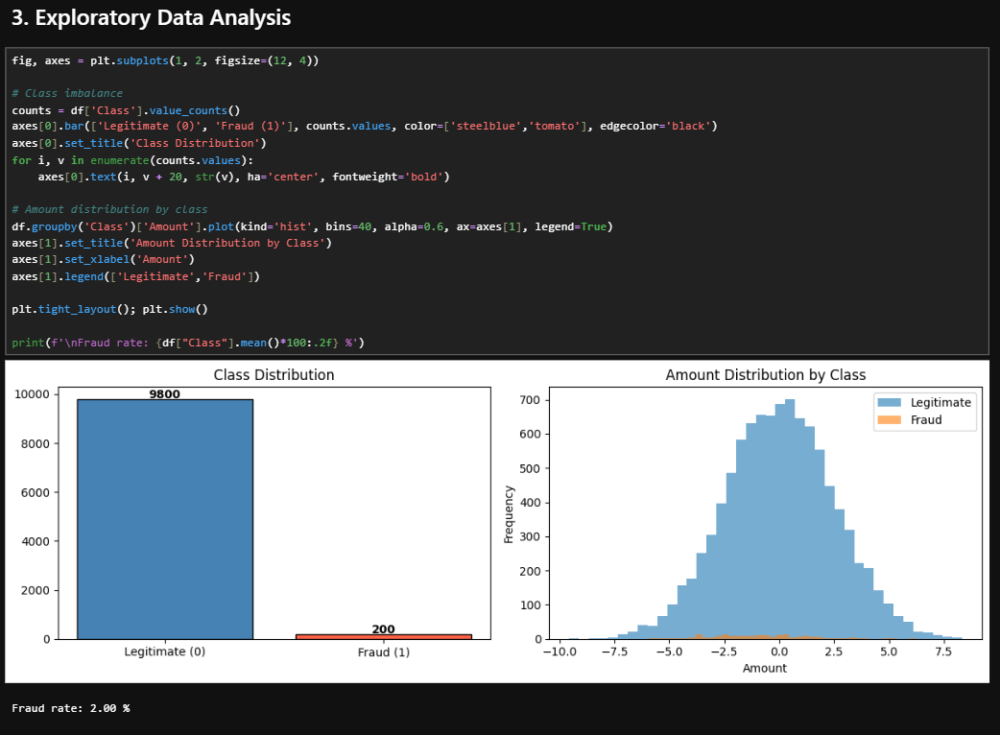 3. Exploratory Data Analysis
fig, axes = plt.subplots(1, 2, figsize=(12, 4))
# Class imbalance
counts = df['Class'].value_counts()
axes[0].bar(['Legitimate (0)', 'Fraud (1)'], counts.values, color=['steelblue','tomato'], edgecolor='black')
axes[0].set_title('Class Distribution')
for i, v in enumerate(counts.values):
    axes[0].text(i, v + 20, str(v), ha='center', fontweight='bold')
# Amount distribution by class
df.groupby('Class')['Amount'].plot(kind='hist', bins=40, alpha=0.6, ax=axes[1], legend=True)
axes[1].set_title('Amount Distribution by Class')
axes[1].set_xlabel('Amount')
axes[1].legend(['Legitimate','Fraud'])
plt.tight_layout(); plt.show()
print(f'\nFraud rate: {df["Class"].mean()*100:.2f} %')
Class Distribution
10000
8000
6000
4000
2000
0
9800
200
Legitimate (0)
Fraud (1)
Amount Distribution by Class
Legitimate
Fraud
Frequency
700
600
500
400
300
200
100
0
−10.0
−7.5
−5.0
−2.5
0.0
2.5
5.0
7.5
Amount
Fraud rate: 2.00 %